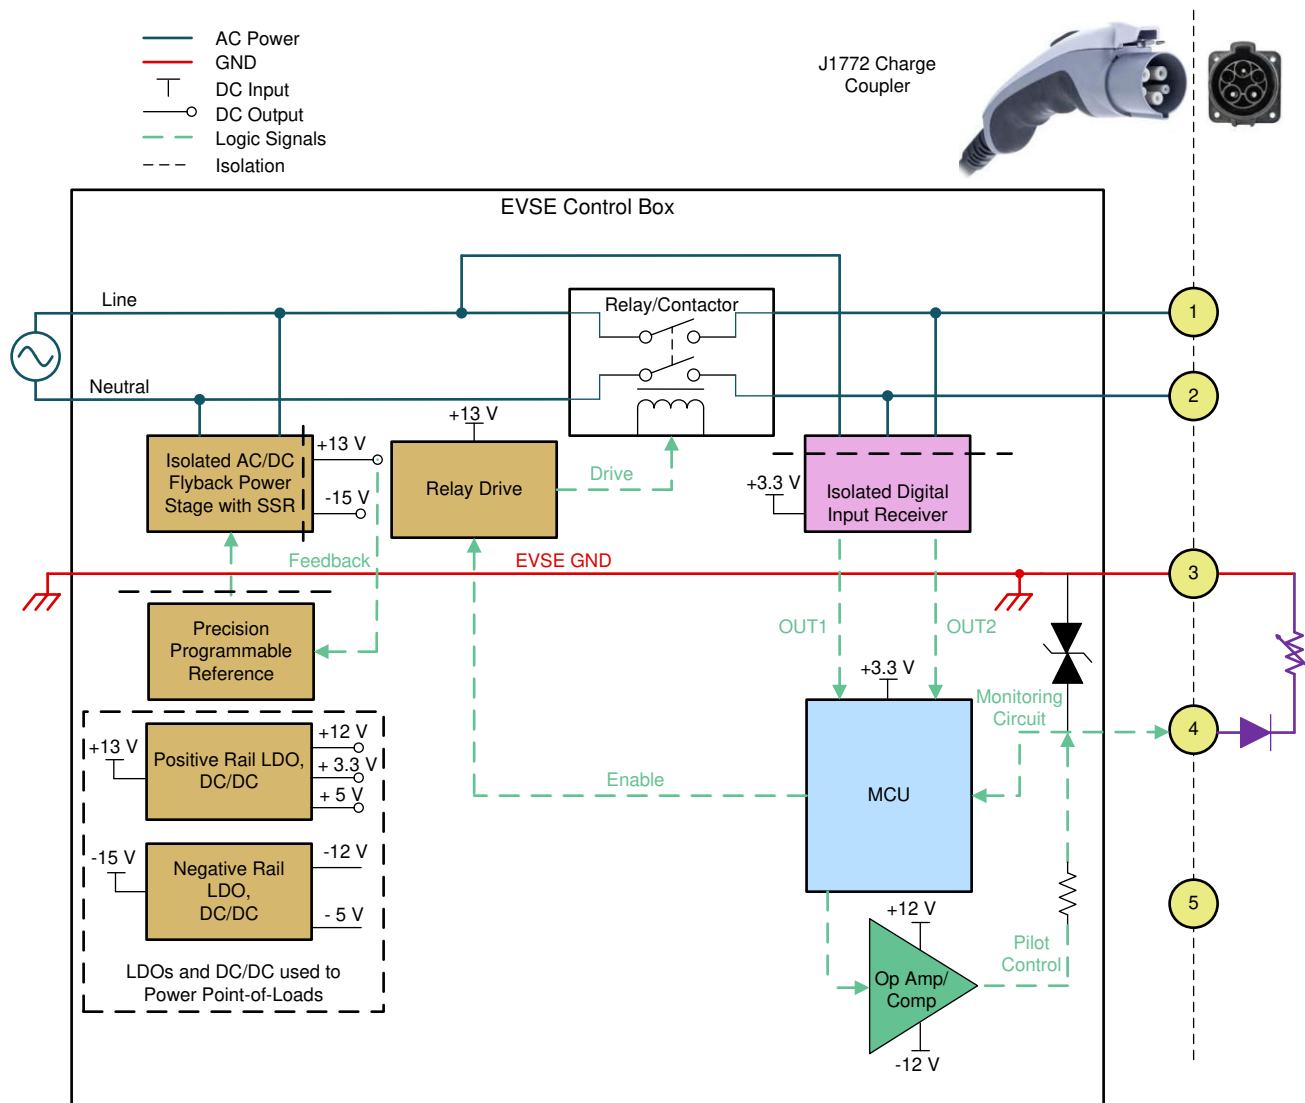 AC Power
GND
DC Input
DC Output
Logic Signals
Isolation
J1772 Charge
Coupler
EVSE Control Box
Line
Relay/Contactor
1
Neutral
2
+13 V
Isolated AC/DC
Flyback Power
Stage with SSR
+13 V
-15 V
Relay Drive
Drive
+3.3 V
Isolated Digital
Input Receiver
Feedback
EVSE GND
3
Precision
Programmable
Reference
OUT1
OUT2
+3.3 V
Monitoring
Circuit
4
+13 V
Positive Rail LDO,
DC/DC
+12 V
+ 3.3 V
+ 5 V
Enable
MCU
-15 V
Negative Rail
LDO,
DC/DC
-12 V
- 5 V
5
+12 V
Op Amp/
Comp
-12 V
Pilot
Control
LDOs and DC/DC used to
Power Point-of-Loads